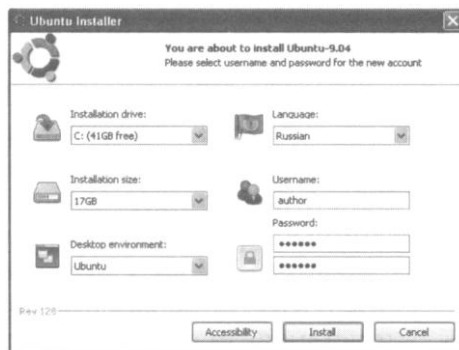 Ubuntu Installer
You are about to install Ubuntu-9.04
Please select username and password for the new account
Installation drive:
C: (41GB free)
Language:
Russian
Installation size:
17GB
Username:
author
Password:
••••••
Desktop environment:
Ubuntu
••••••
Rev 128
Accessibility
Install
Cancel